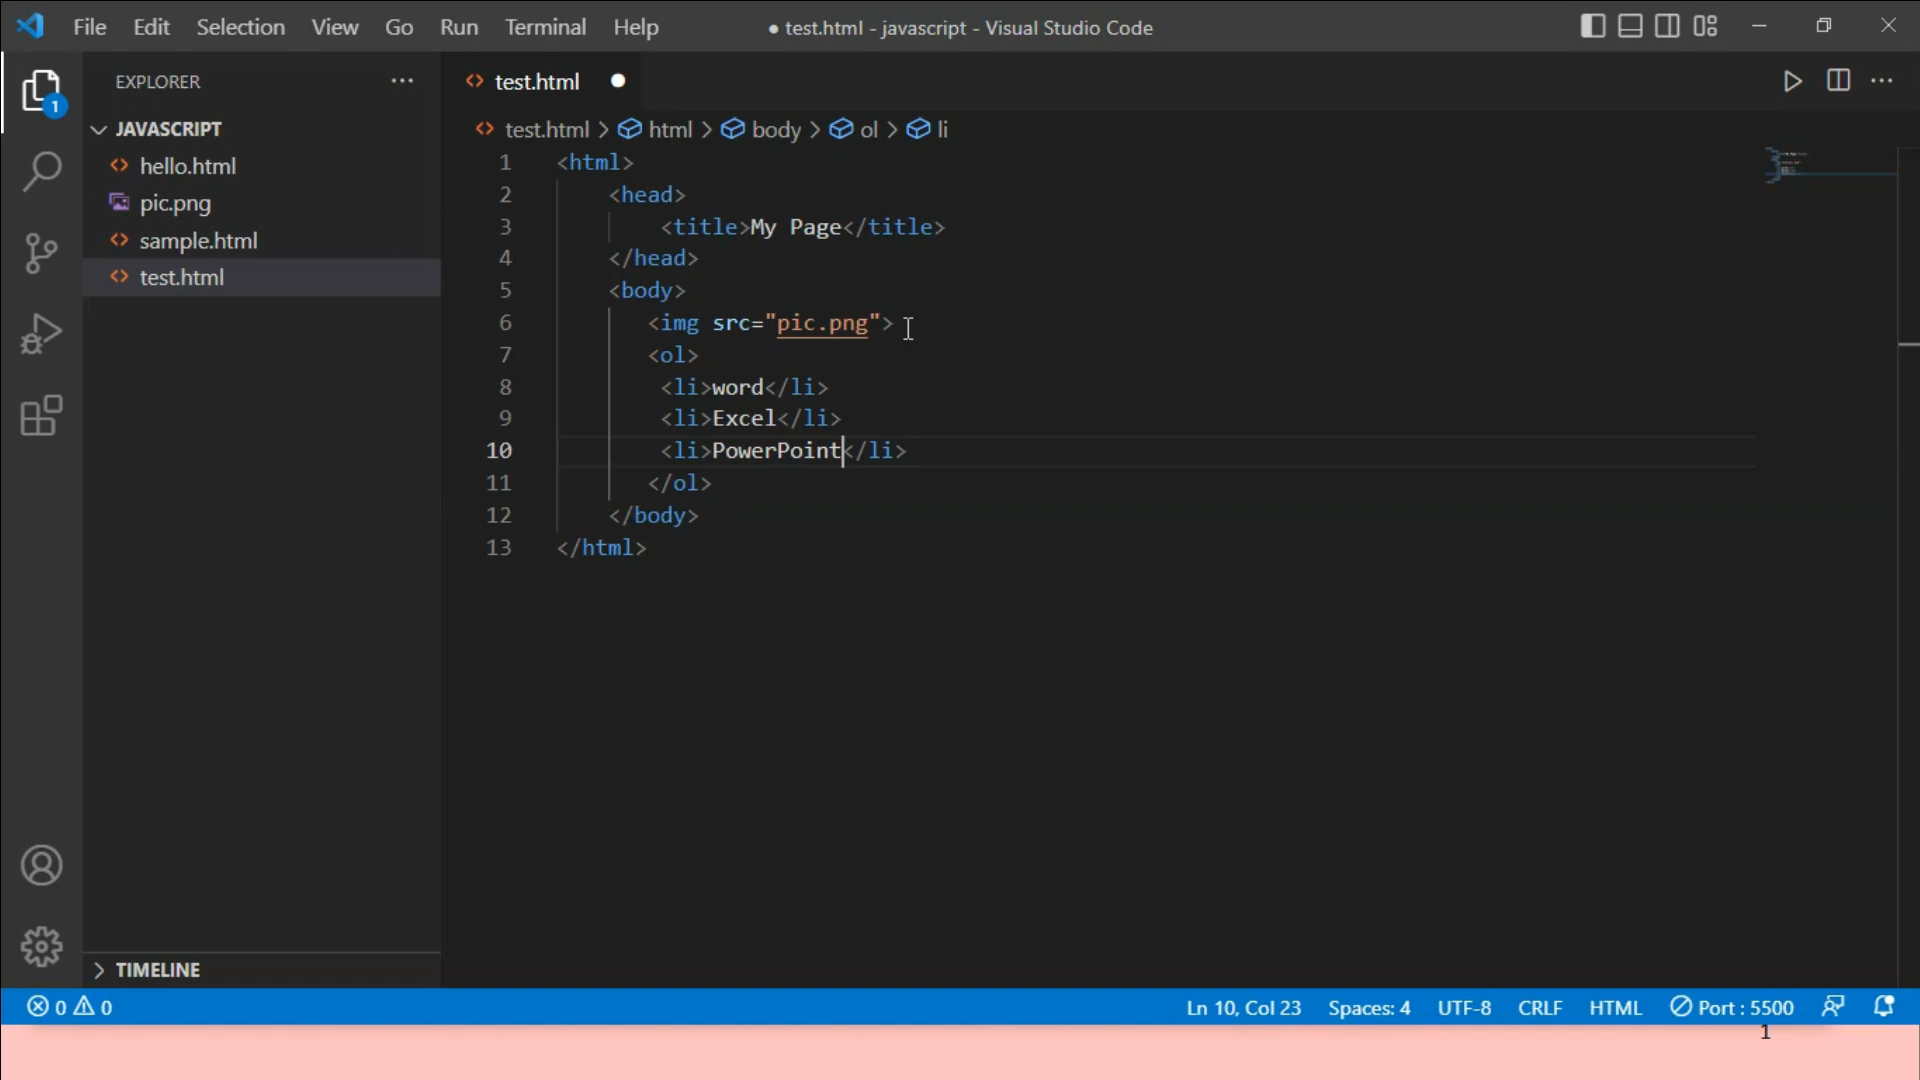 File Edit Selection View Go Run Terminal Help ● test.html - javascript - Visual Studio Code
EXPLORER ···
JAVASCRIPT
hello.html
pic.png
sample.html
test.html
TIMELINE
test.html ●
test.html > html > body > ol > li
1 <html>
2 <head>
3 <title>My Page</title>
4 </head>
5 <body>
6 <img src="pic.png">
7 <ol>
8 <li>word</li>
9 <li>Excel</li>
10 <li>PowerPoint</li>
11 </ol>
12 </body>
13 </html>
1
0 0 Ln 10, Col 23 Spaces: 4 UTF-8 CRLF HTML Port : 5500
1